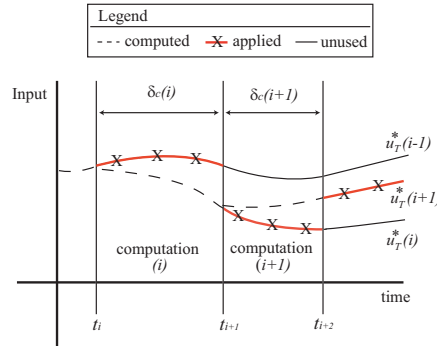 Legend
computed
X applied
unused
Input
δc(i)
δc(i+1)
u*T(i-1)
u*T(i+1)
u*T(i)
computation
(i)
computation
(i+1)
time
ti
ti+1
ti+2